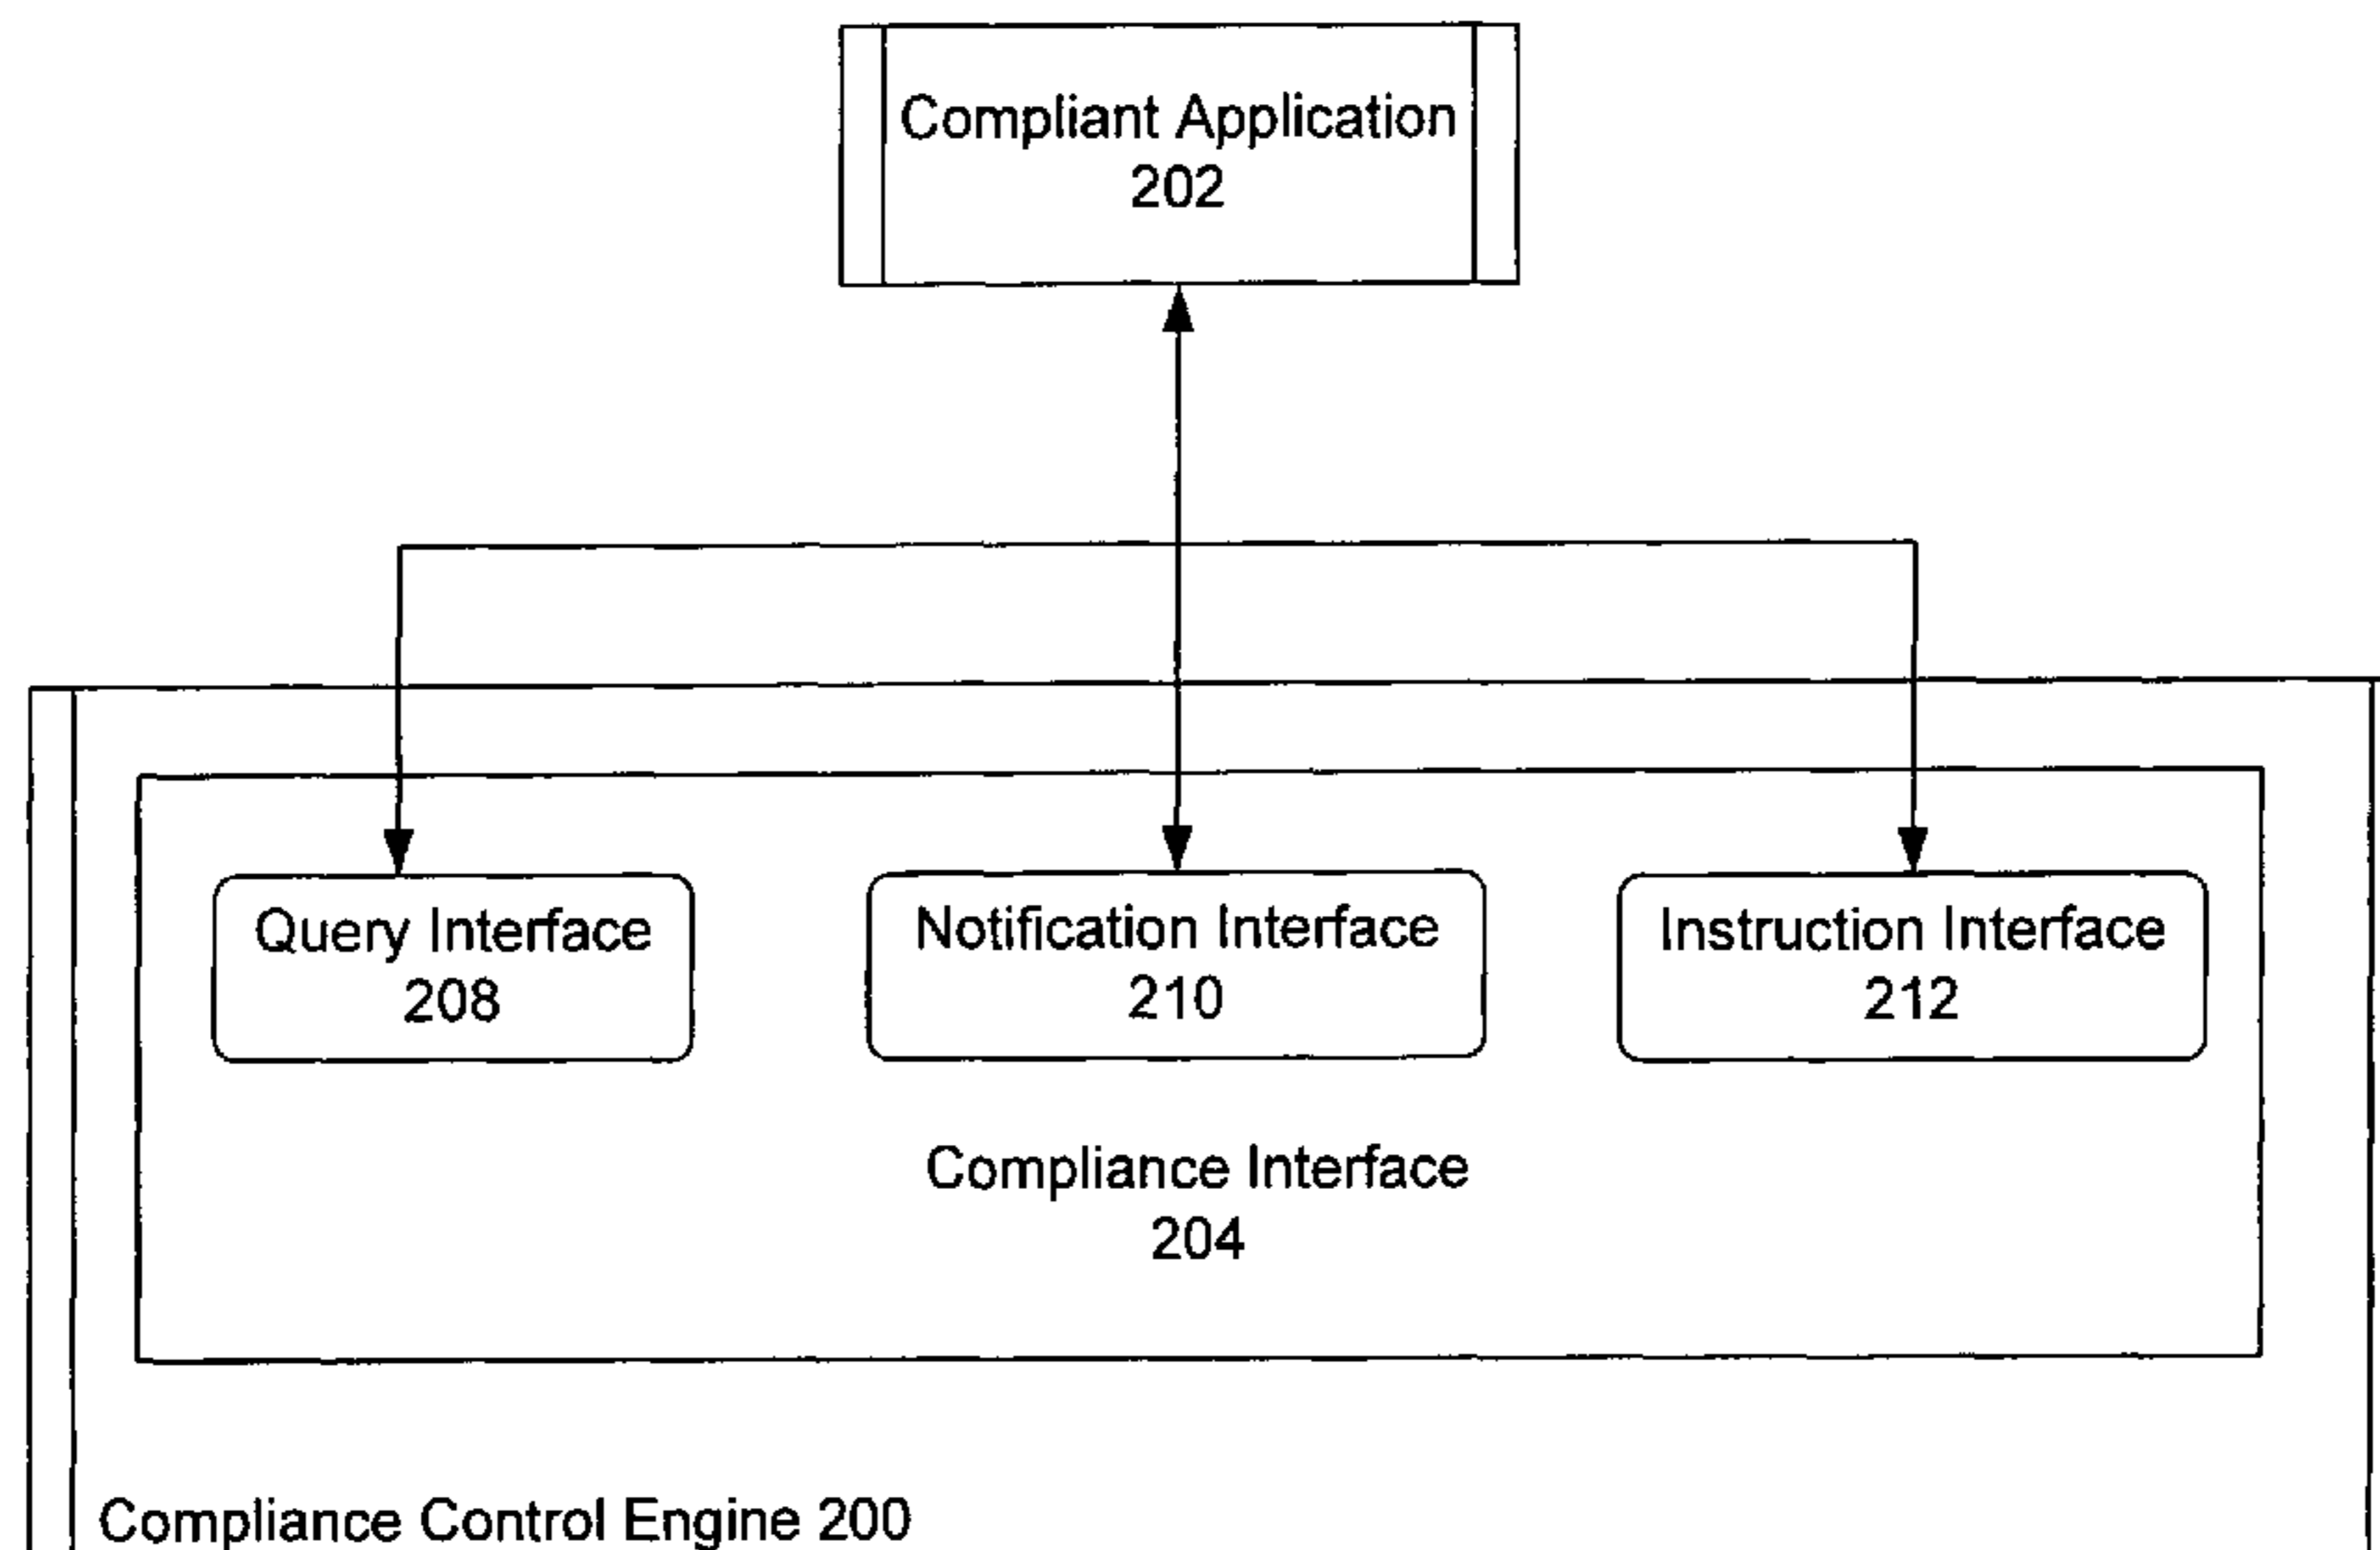 Compliant Application
202
Query Interface
208
Notification Interface
210
Instruction Interface
212
Compliance Interface
204
Compliance Control Engine 200